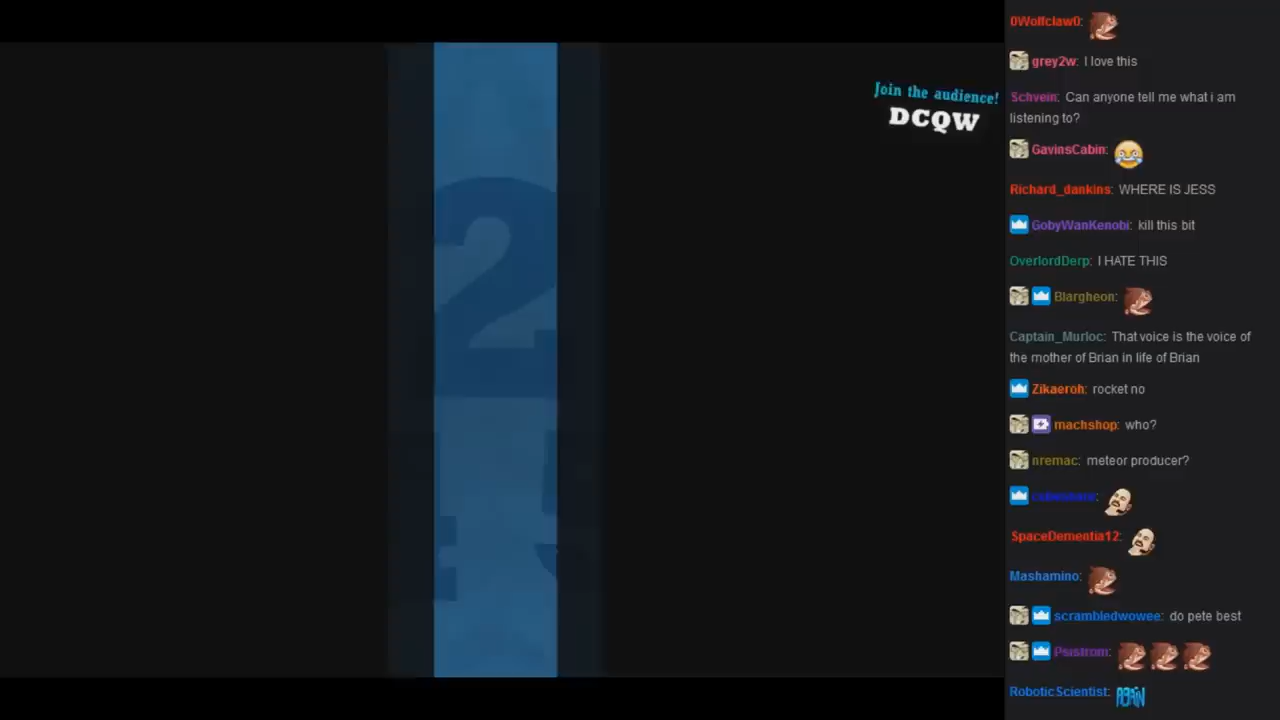 Join the audience!
DCQW
2
0Wolfclaw0:
grey2w: I love this
Schvein: Can anyone tell me what i am
listening to?
GavinsCabin:
Richard_dankins: WHERE IS JESS
GobyWanKenobi: kill this bit
OverlordDerp: I HATE THIS
Blargheon:
Captain_Murloc: That voice is the voice of
the mother of Brian in life of Brian
Zikaeroh: rocket no
machshop: who?
nremac: meteor producer?
SpaceDementia12:
Mashamino:
scrambledwowee: do pete best
Psistrom:
RoboticScientist: